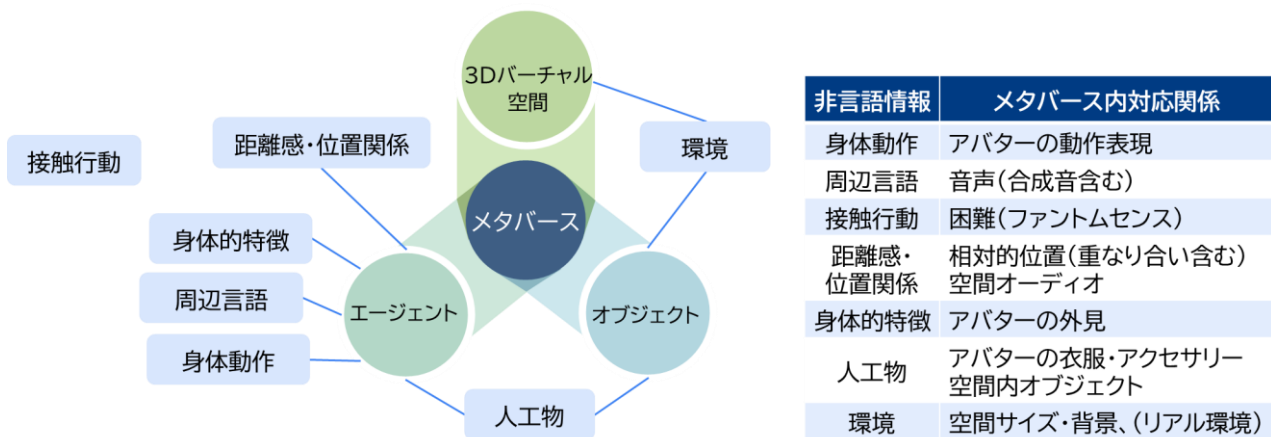 3Dバーチャル
空間
距離感・位置関係
環境
接触行動
メタバース
身体的特徴
周辺言語
エージェント
オブジェクト
身体動作
人工物
非言語情報 メタバース内対応関係
身体動作 アバターの動作表現
周辺言語 音声(合成音含む)
接触行動 困難(ファントムセンス)
距離感・ 相対的位置(重なり合い含む)
位置関係 空間オーディオ
身体的特徴 アバターの外見
人工物 アバターの衣服・アクセサリー
空間内オブジェクト
環境 空間サイズ・背景、(リアル環境)